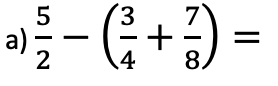 a) 5/2 − (3/4 + 7/8) =